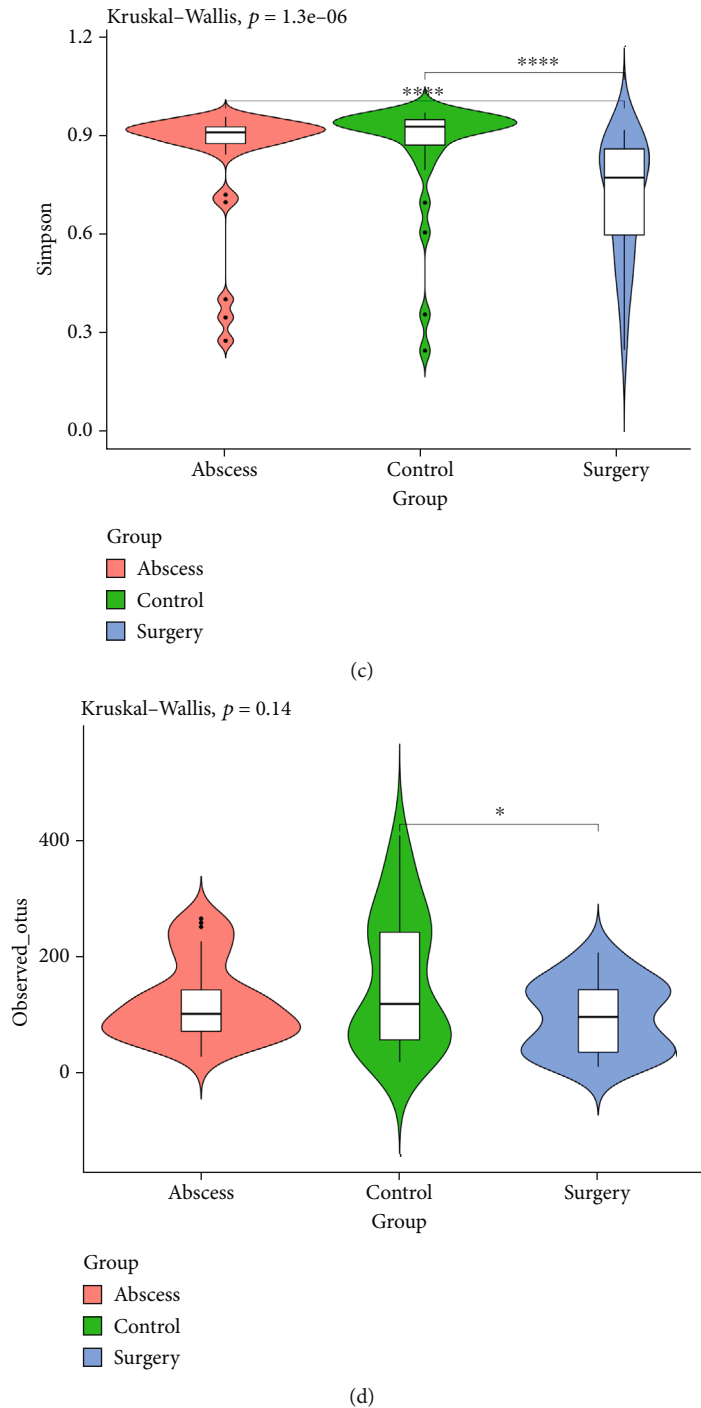 Kruskal–Wallis, p = 1.3e–06
1.2
****
****
0.9
0.6
Simpson
0.3
0.0
Abscess Control Surgery
Group
Group
Abscess
Control
Surgery
(c)
Kruskal–Wallis, p = 0.14
*
400
200
Observed_otus
0
Abscess Control Surgery
Group
Group
Abscess
Control
Surgery
(d)